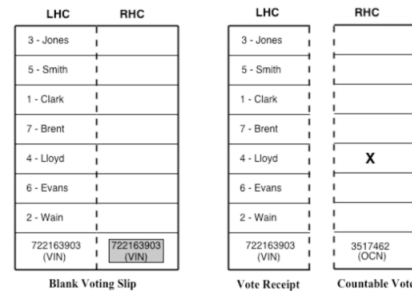 LHC RHC LHC RHC
3 - Jones 3 - Jones
5 - Smith 5 - Smith
1 - Clark 1 - Clark
7 - Brent 7 - Brent
4 - Lloyd 4 - Lloyd X
6 - Evans 6 - Evans
2 - Wain 2 - Wain
722163903 722163903 722163903 3517462
(VIN) (VIN) (VIN) (OCN)
Blank Voting Slip Vote Receipt Countable Vote